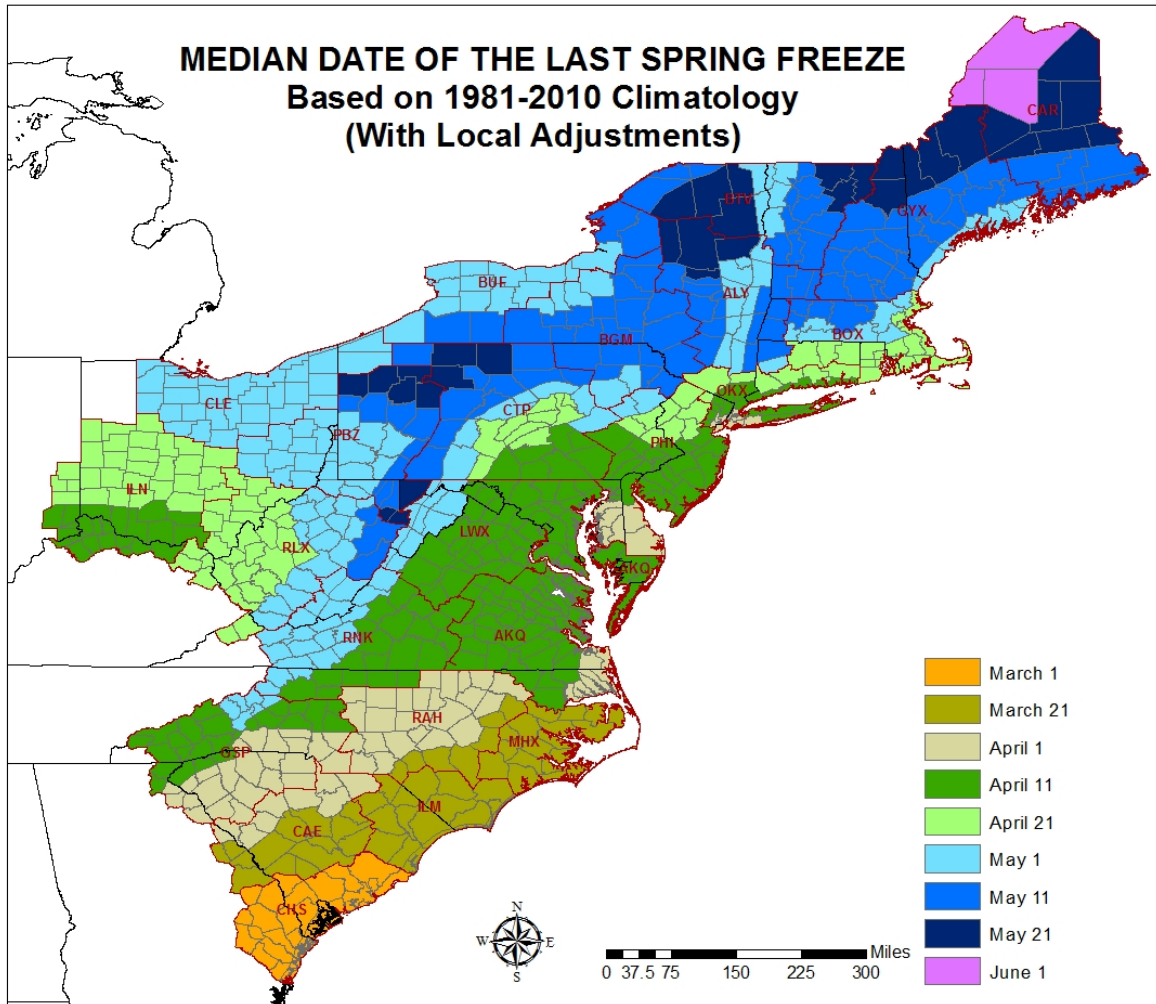 MEDIAN DATE OF THE LAST SPRING FREEZE
Based on 1981-2010 Climatology
(With Local Adjustments)
CAR
BTV
GYX
BUF
ALY
BOX
BGM
OKX
CLE
CTP
PBZ
PHI
ILN
LWX
RLX
AKQ
RNK
AKQ
RAH
GSP
MHX
ILM
CAE
CHS
March 1
March 21
April 1
April 11
April 21
May 1
May 11
May 21
June 1
N
W E
S
Miles
0 37.5 75 150 225 300